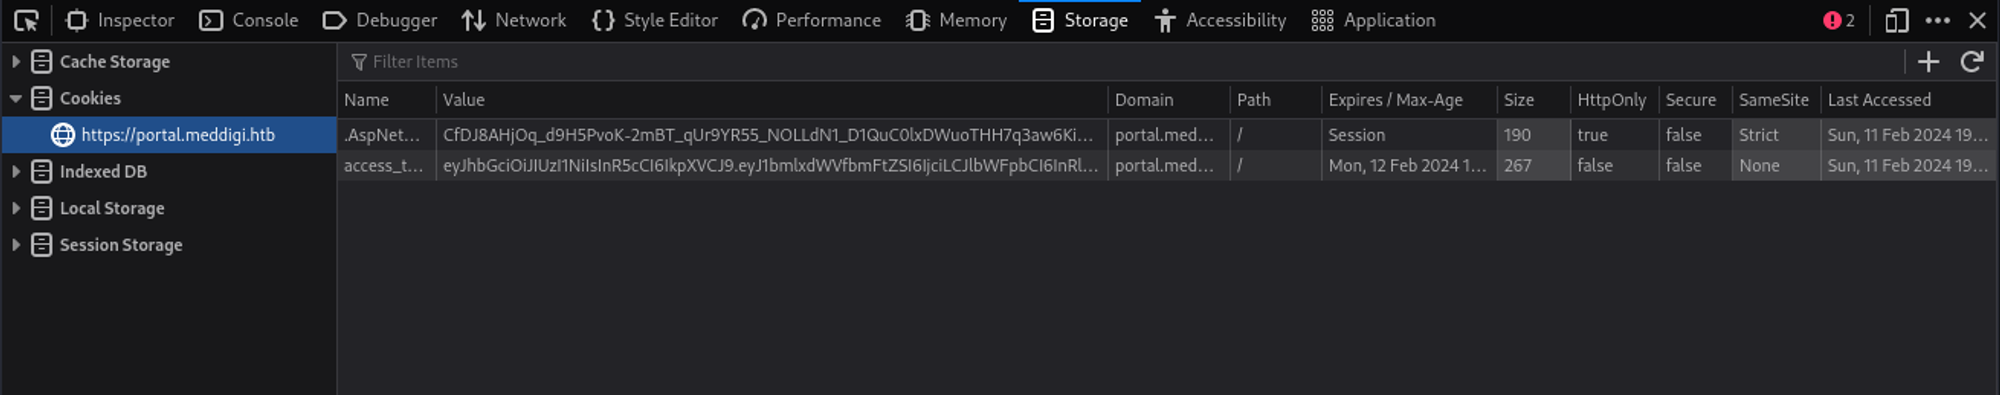 Inspector Console Debugger Network Style Editor Performance Memory Storage Accessibility Application 2
Cache Storage
Filter Items
Cookies
Name Value Domain Path Expires / Max-Age Size HttpOnly Secure SameSite Last Accessed
https://portal.meddigi.htb
.AspNet... CfDJ8AHjOq_d9H5PvoK-2mBT_qUr9YR55_NOLLdN1_D1QuC0lxDWuoTHH7q3aw6Ki... portal.med... / Session 190 true false Strict Sun, 11 Feb 2024 19...
access_t... eyJhbGciOiJIUzI1NiIsInR5cCI6IkpXVCJ9.eyJ1bmlxdWVfbmFtZSI6IjciLCJlbWFpbCI6InRl... portal.med... / Mon, 12 Feb 2024 1... 267 false false None Sun, 11 Feb 2024 19...
Indexed DB
Local Storage
Session Storage